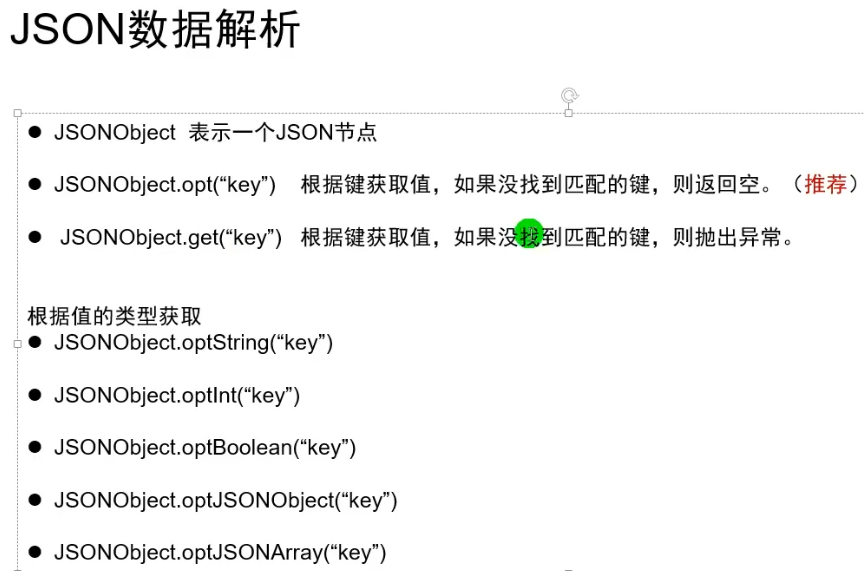 JSON数据解析
● JSONObject 表示一个JSON节点
● JSONObject.opt(“key”) 根据键获取值，如果没找到匹配的键，则返回空。（推荐）
● JSONObject.get(“key”) 根据键获取值，如果没找到匹配的键，则抛出异常。
根据值的类型获取
● JSONObject.optString(“key”)
● JSONObject.optInt(“key”)
● JSONObject.optBoolean(“key”)
● JSONObject.optJSONObject(“key”)
● JSONObject.optJSONArray(“key”)